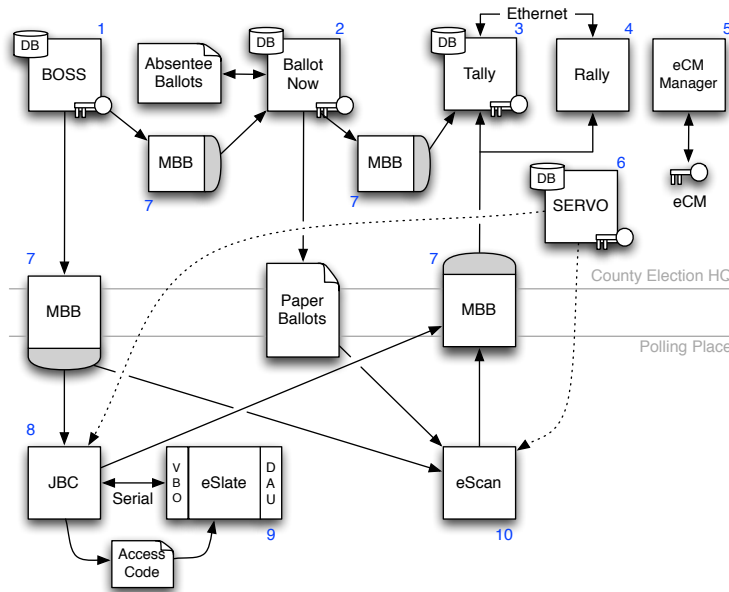 1
DB
BOSS
Absentee
Ballots
2
DB
Ballot
Now
Ethernet
3
DB
Tally
4
Rally
5
eCM
Manager
MBB
7
MBB
7
eCM
6
DB
SERVO
7
MBB
Paper
Ballots
7
MBB
County Election HQ
Polling Place
8
JBC
Serial
V
B
O
eSlate
D
A
U
9
eScan
10
Access
Code